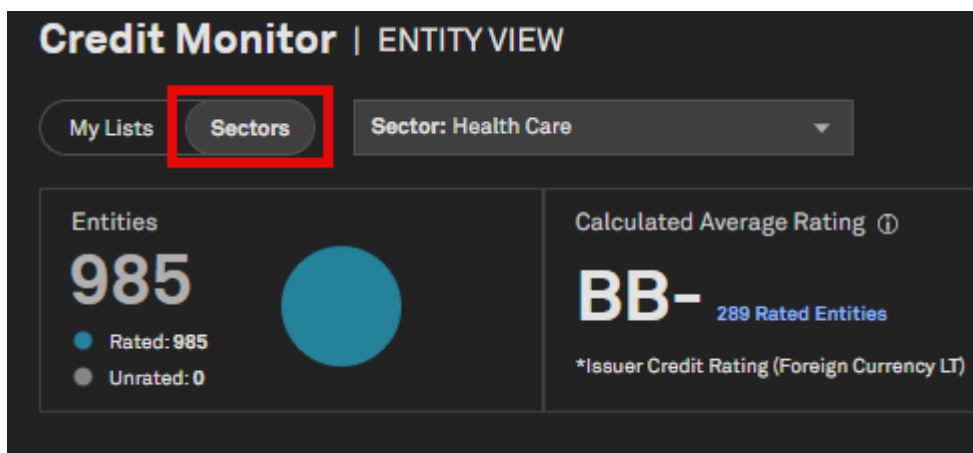 Credit Monitor | ENTITY VIEW
My Lists Sectors Sector: Health Care
Entities
985
Rated: 985
Unrated: 0
Calculated Average Rating ⓘ
BB- 289 Rated Entities
*Issuer Credit Rating (Foreign Currency LT)